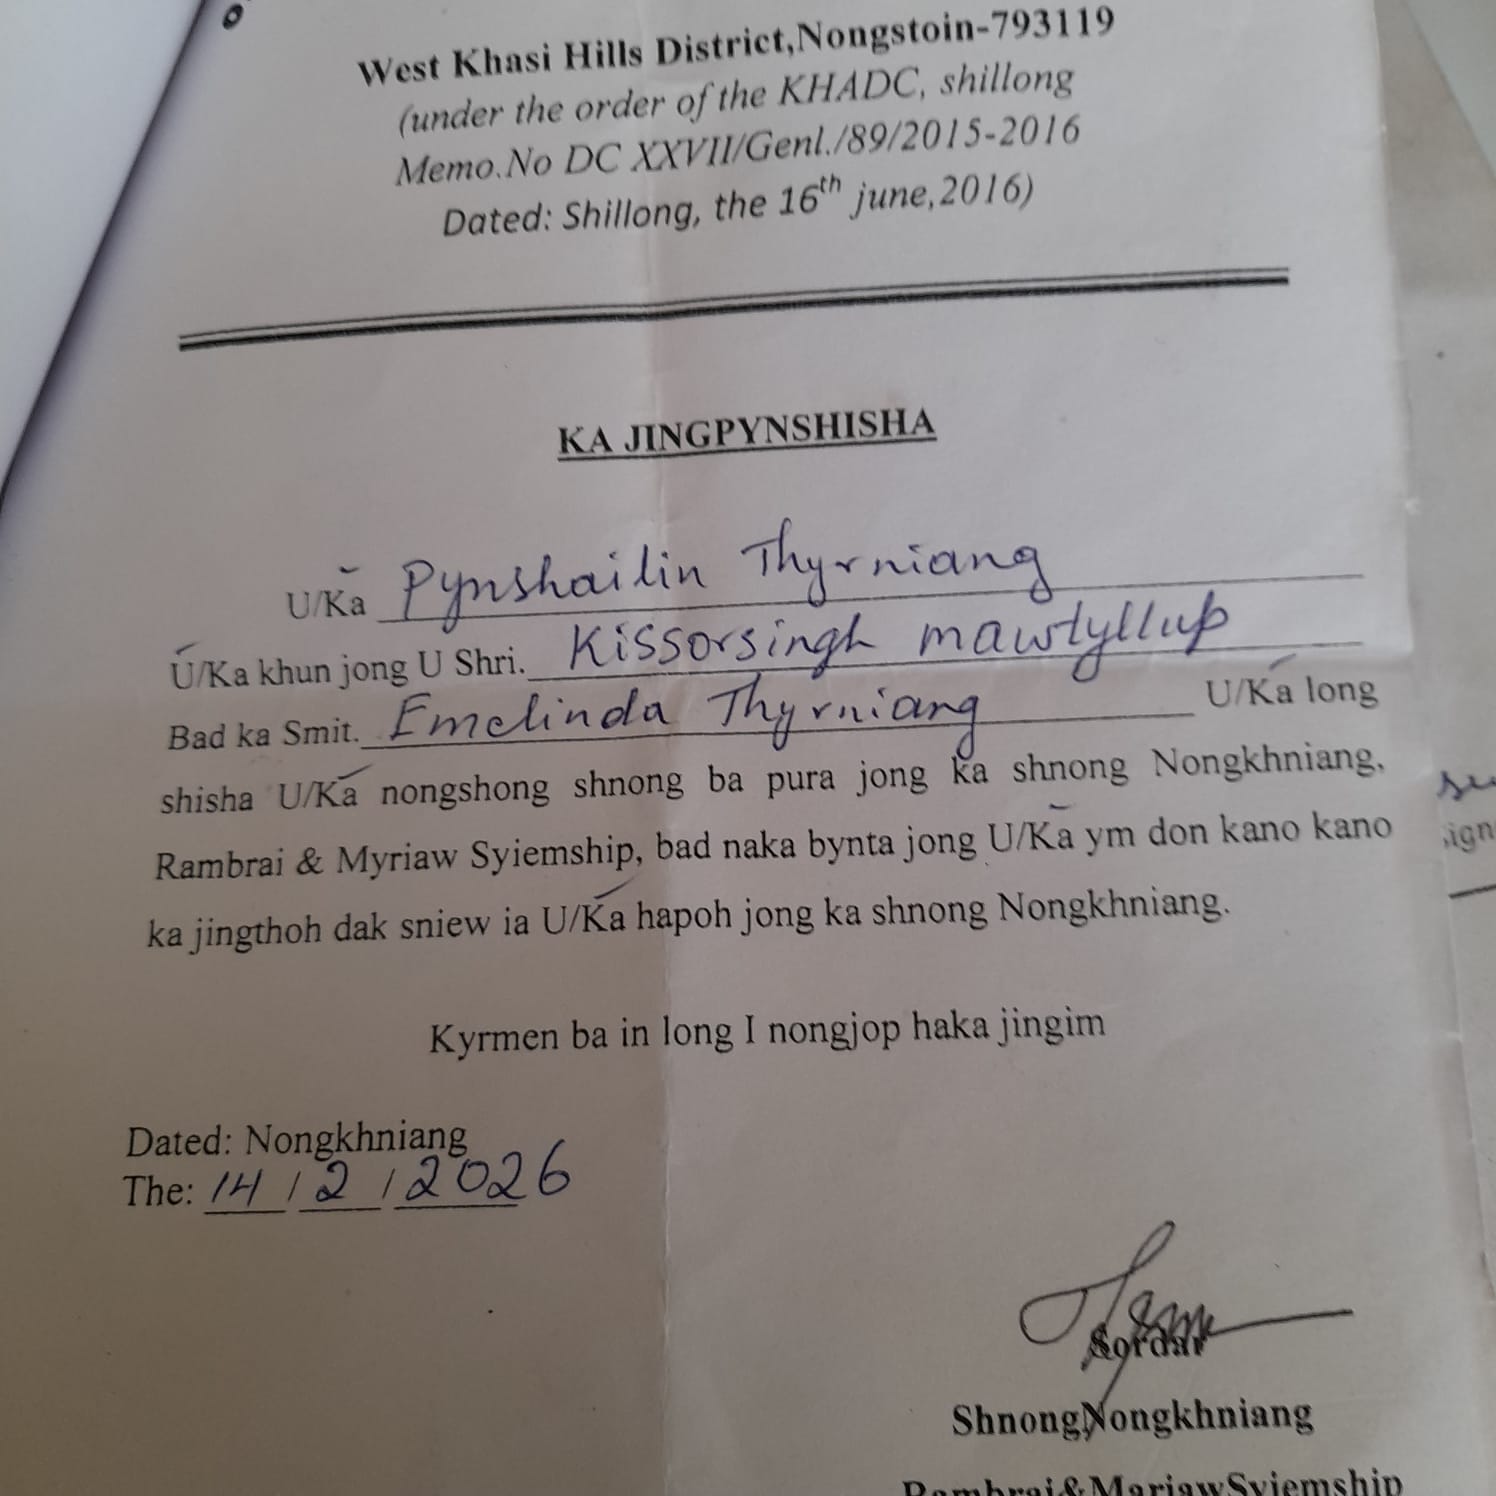 West Khasi Hills District,Nongstoin-793119
(under the order of the KHADC, shillong
Memo.No DC XXVII/Genl./89/2015-2016
Dated: Shillong, the 16th june,2016)
KA JINGPYNSHISHA
U/Ka Pynshailin Thyrniang
U/Ka khun jong U Shri. Kissorsingh mawtyllup
Bad ka Smit. Emelinda Thyrniang U/Ka long
shisha U/Ka nongshong shnong ba pura jong ka shnong Nongkhniang,
Rambrai & Myriaw Syiemship, bad naka bynta jong U/Ka ym don kano kano
ka jingthoh dak sniew ia U/Ka hapoh jong ka shnong Nongkhniang.
Kyrmen ba in long I nongjop haka jingim
Dated: Nongkhniang
The: 14/2/2026
Sordar
Shnong,Nongkhniang
Rambrai&MariawSyiemship